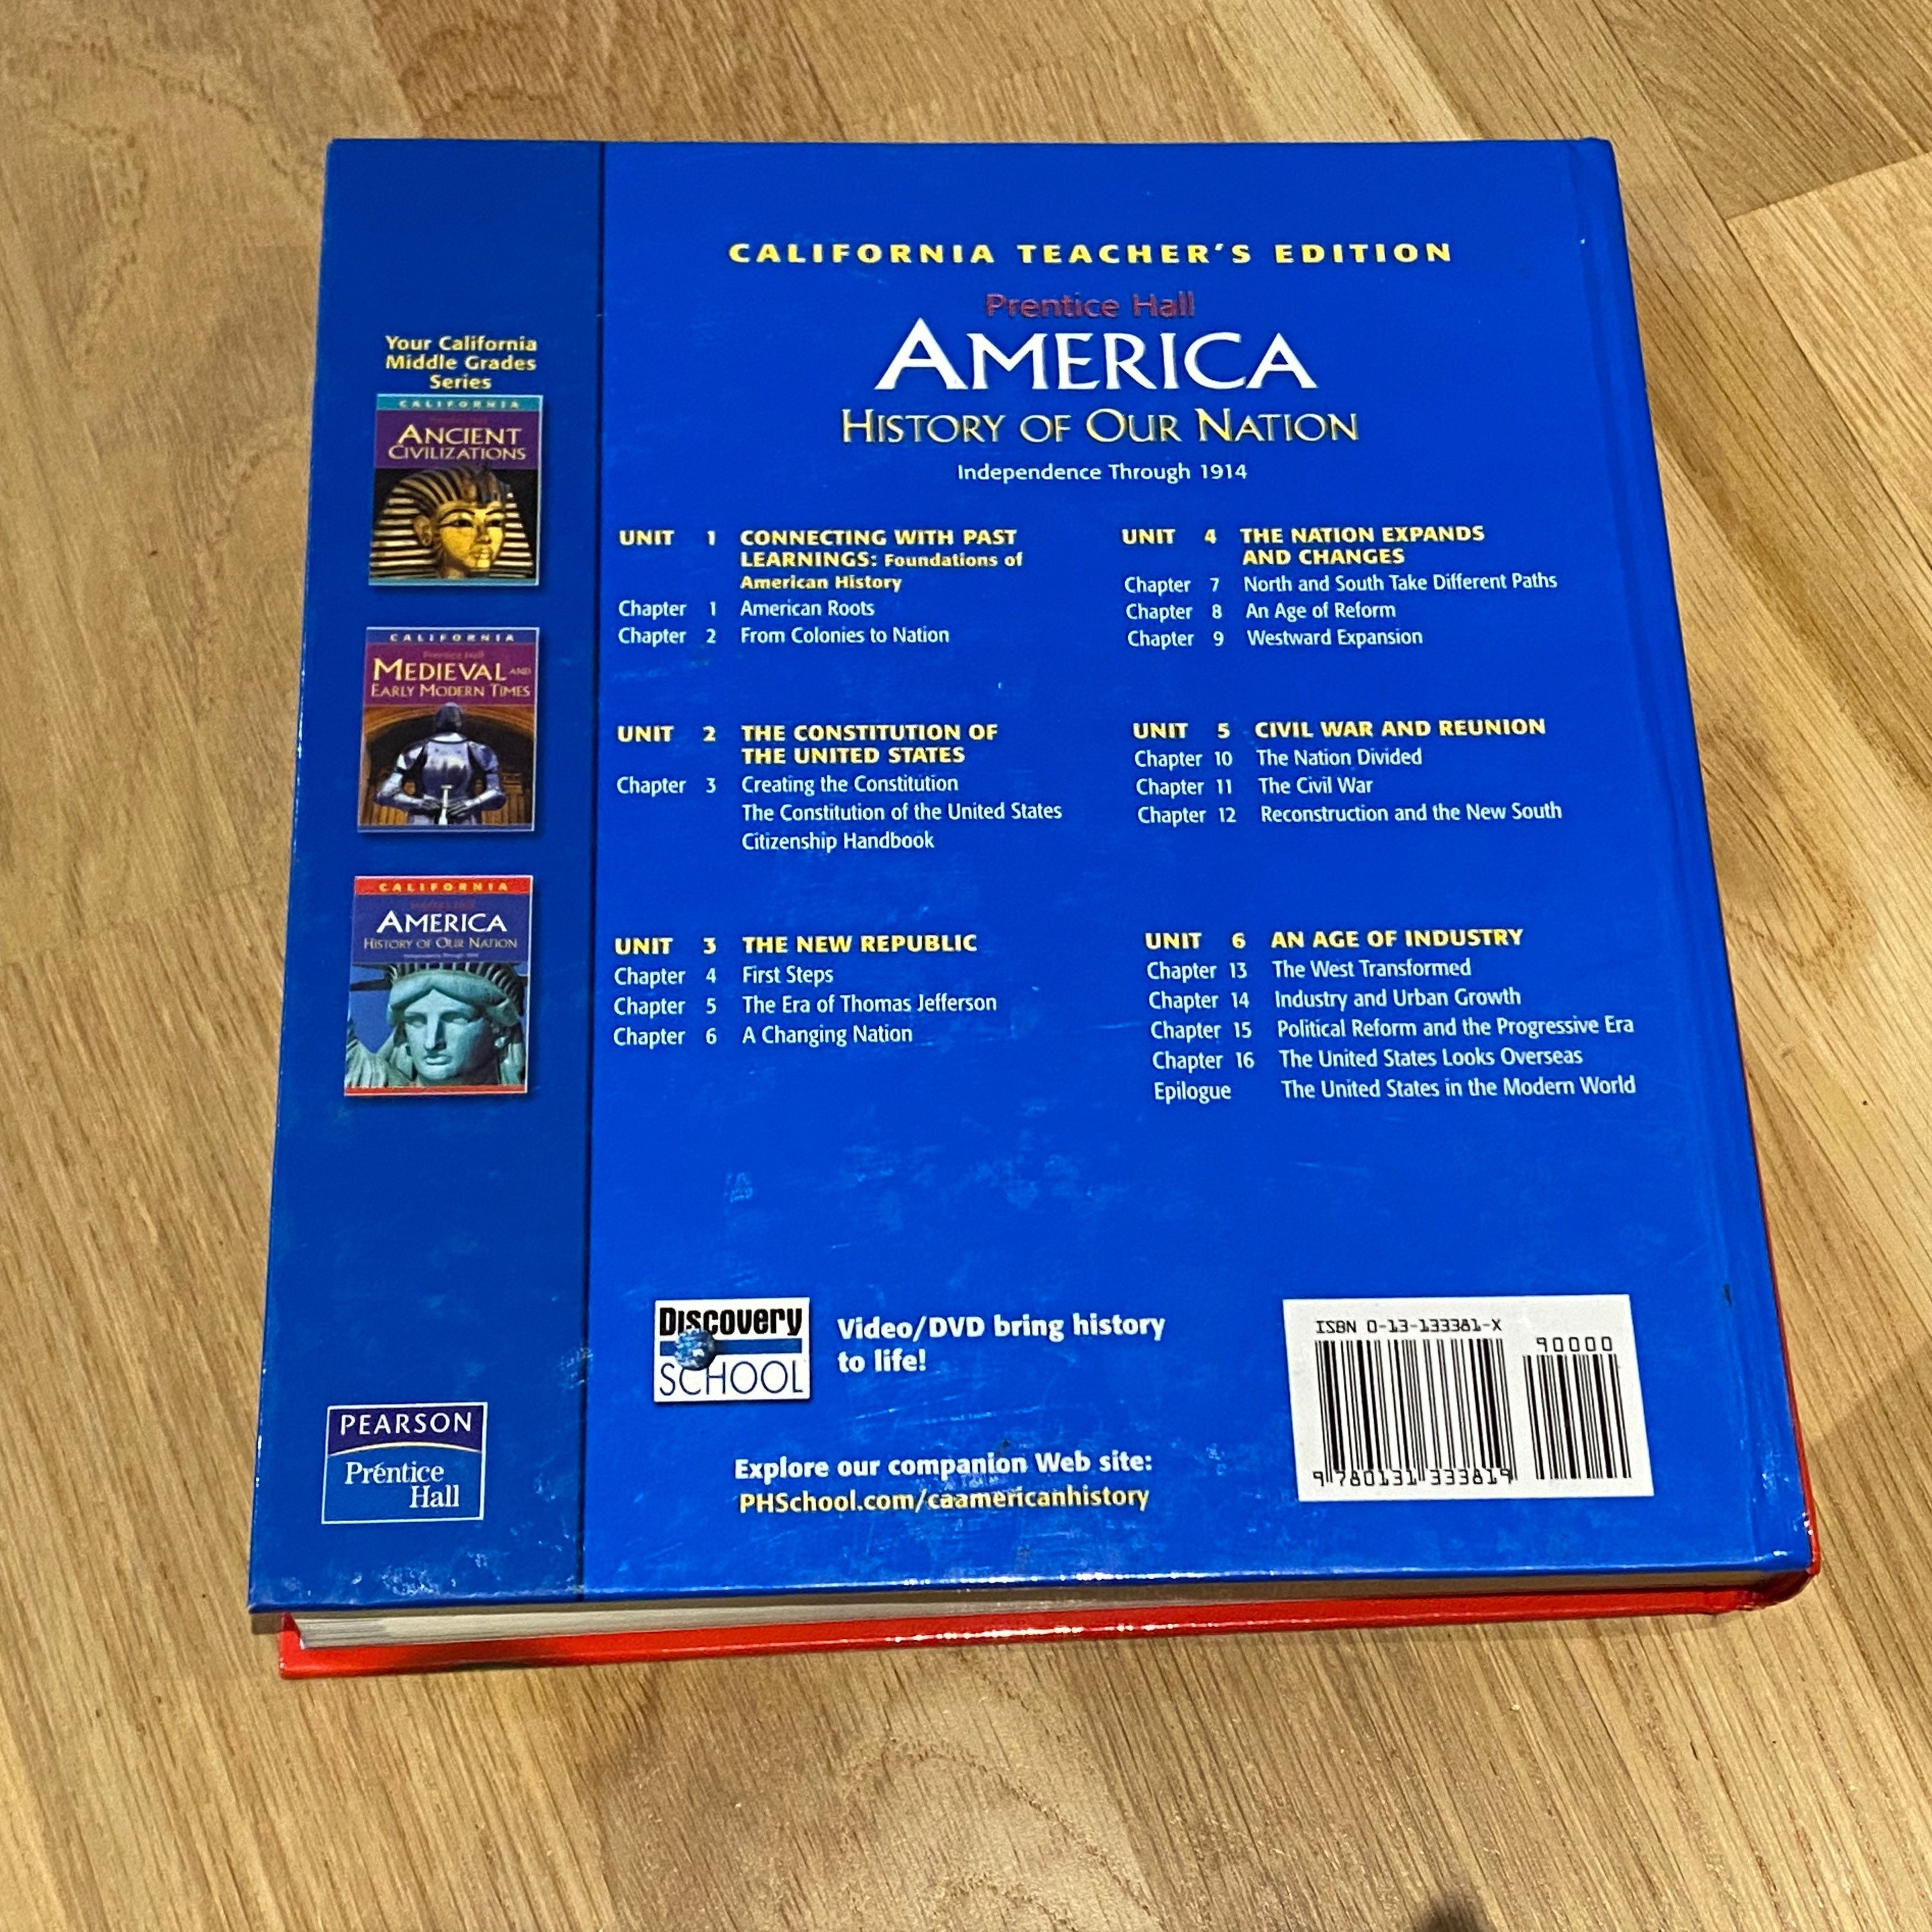 CALIFORNIA TEACHER'S EDITION
Prentice Hall
AMERICA
HISTORY OF OUR NATION
Independence Through 1914
Your California
Middle Grades
Series
CALIFORNIA
ANCIENT
CIVILIZATIONS
CALIFORNIA
Prentice Hall
MEDIEVAL AND
EARLY MODERN TIMES
CALIFORNIA
AMERICA
HISTORY OF OUR NATION
Independence Through 1914
UNIT 1 CONNECTING WITH PAST
LEARNINGS: Foundations of
American History
Chapter 1 American Roots
Chapter 2 From Colonies to Nation
UNIT 2 THE CONSTITUTION OF
THE UNITED STATES
Chapter 3 Creating the Constitution
The Constitution of the United States
Citizenship Handbook
UNIT 3 THE NEW REPUBLIC
Chapter 4 First Steps
Chapter 5 The Era of Thomas Jefferson
Chapter 6 A Changing Nation
UNIT 4 THE NATION EXPANDS
AND CHANGES
Chapter 7 North and South Take Different Paths
Chapter 8 An Age of Reform
Chapter 9 Westward Expansion
UNIT 5 CIVIL WAR AND REUNION
Chapter 10 The Nation Divided
Chapter 11 The Civil War
Chapter 12 Reconstruction and the New South
UNIT 6 AN AGE OF INDUSTRY
Chapter 13 The West Transformed
Chapter 14 Industry and Urban Growth
Chapter 15 Political Reform and the Progressive Era
Chapter 16 The United States Looks Overseas
Epilogue The United States in the Modern World
Discovery
SCHOOL
Video/DVD bring history
to life!
Explore our companion Web site:
PHSchool.com/caamericanhistory
PEARSON
Prentice
Hall
ISBN 0-13-133381-X
90000
9 780131 333819